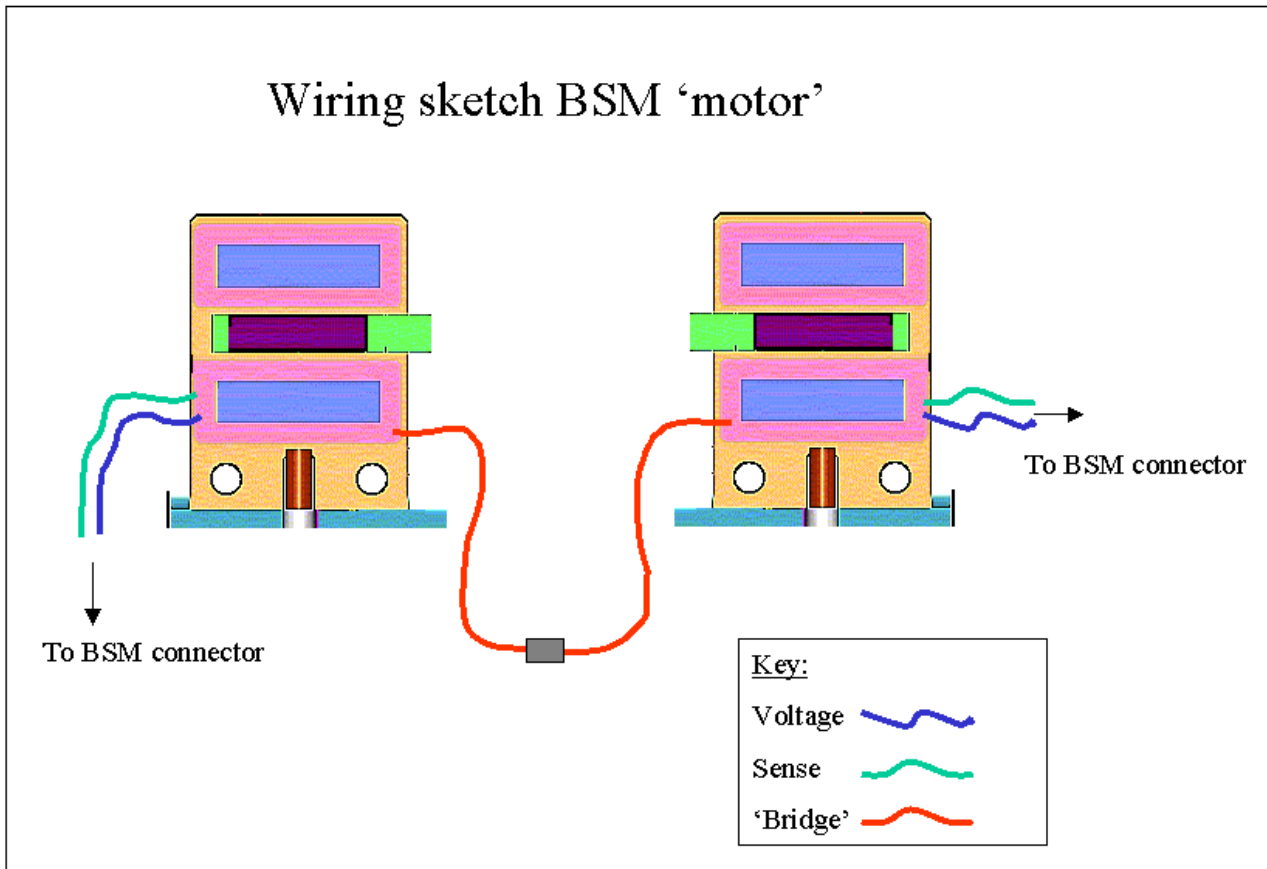 Wiring sketch BSM ‘motor’
To BSM connector
To BSM connector
Key:
Voltage
Sense
‘Bridge’